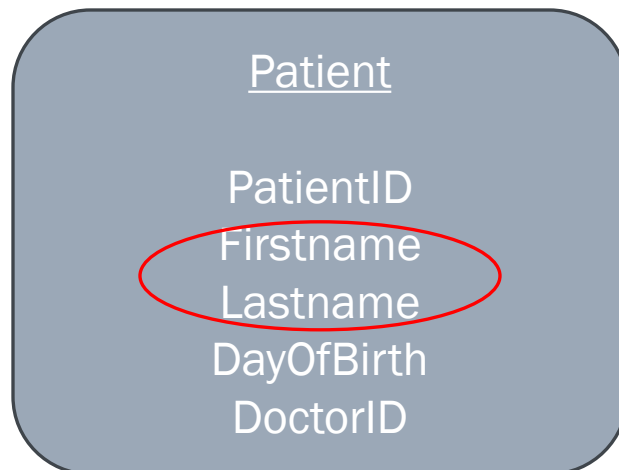 Patient
PatientID
Firstname
Lastname
DayOfBirth
DoctorID